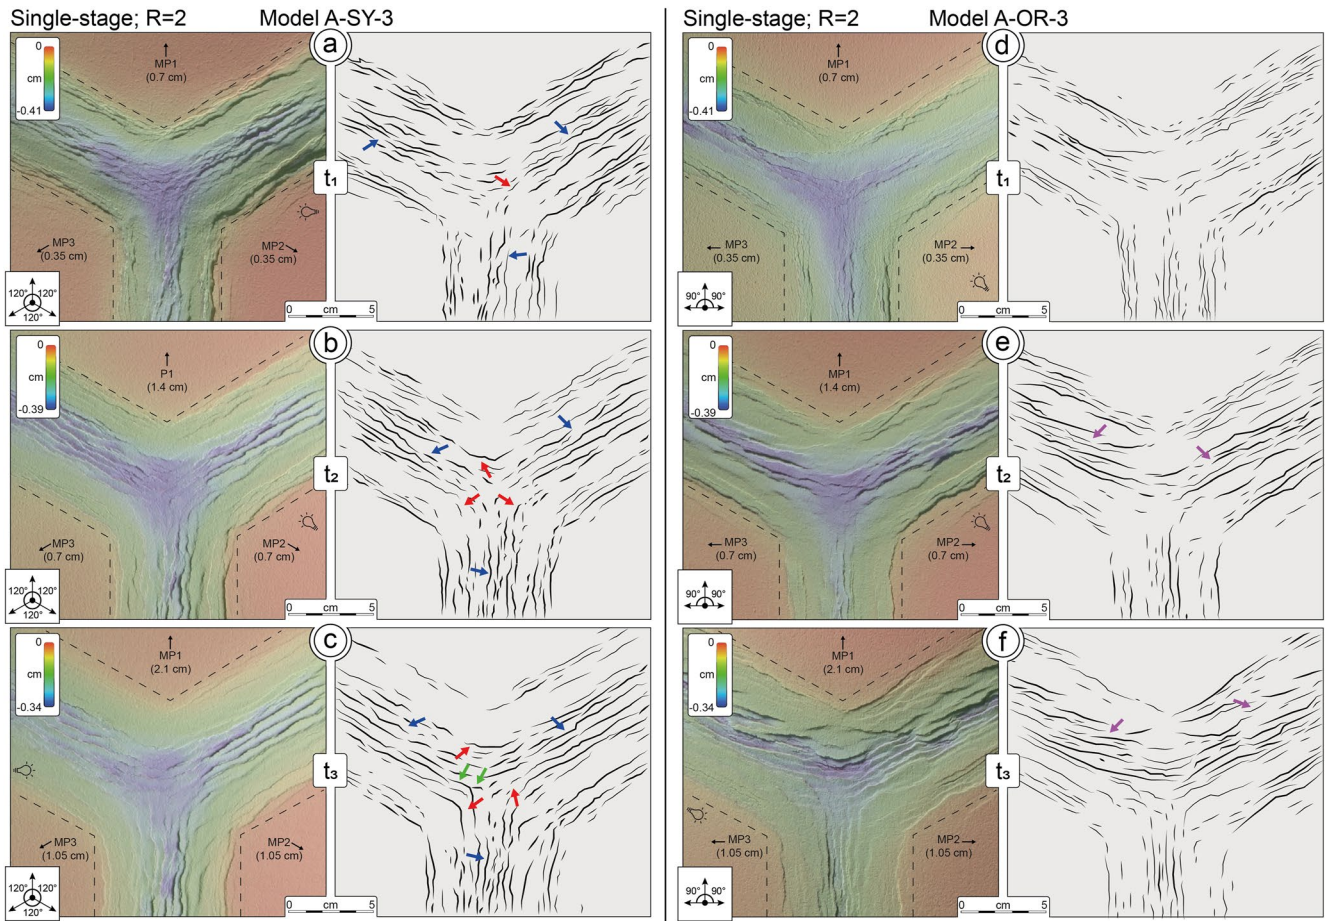 Single-stage; R=2 Model A-SY-3
Single-stage; R=2 Model A-OR-3
a
0
cm
-0.41
MP1
(0.7 cm)
t₁
MP3
(0.35 cm)
MP2
(0.35 cm)
120° 120°
120°
0 cm 5
d
0
cm
-0.41
MP1
(0.7 cm)
t₁
MP3
(0.35 cm)
MP2
(0.35 cm)
90° 90°
0 cm 5
b
0
cm
-0.39
P1
(1.4 cm)
t₂
MP3
(0.7 cm)
MP2
(0.7 cm)
120° 120°
120°
0 cm 5
e
0
cm
-0.39
MP1
(1.4 cm)
t₂
MP3
(0.7 cm)
MP2
(0.7 cm)
90° 90°
0 cm 5
c
0
cm
-0.34
MP1
(2.1 cm)
t₃
MP3
(1.05 cm)
MP2
(1.05 cm)
120° 120°
120°
0 cm 5
f
0
cm
-0.34
MP1
(2.1 cm)
t₃
MP3
(1.05 cm)
MP2
(1.05 cm)
90° 90°
0 cm 5